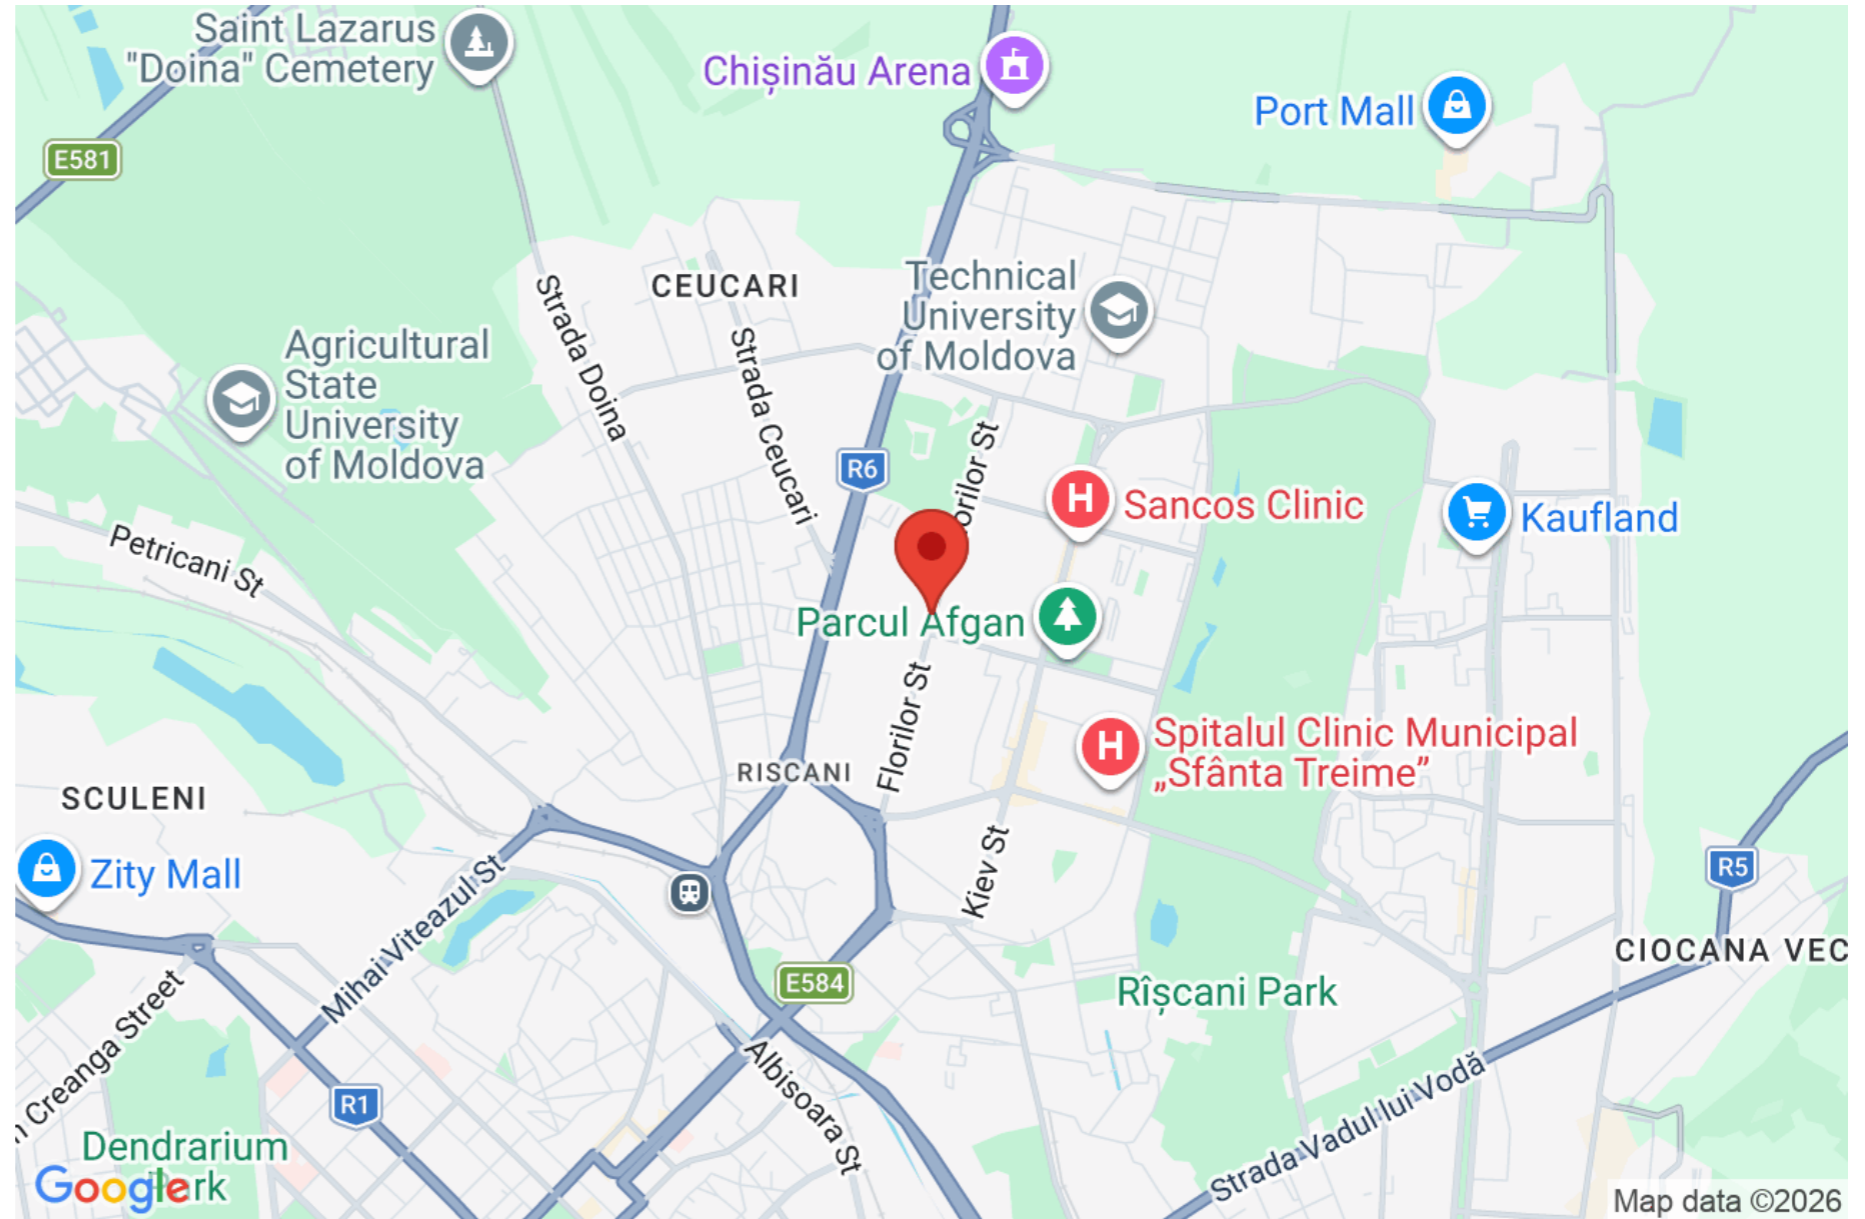 Saint Lazarus
"Doina" Cemetery
Chișinău Arena
Port Mall
E581
CEUCARI
Technical
University
of Moldova
Strada Doina
Strada Ceucari
Agricultural
State
University
of Moldova
Florilor St
R6
Sancos Clinic
Kaufland
Petricani St
Parcul Afgan
Florilor St
Spitalul Clinic Municipal
„Sfânta Treime”
RISCANI
SCULENI
Zity Mall
Mihai Viteazul St
Kiev St
R5
CIOCANA VEC
E584
Rîșcani Park
Creanga Street
R1
Albisoara St
Strada Vadul lui Vodă
Dendrarium
Google
Map data ©2026